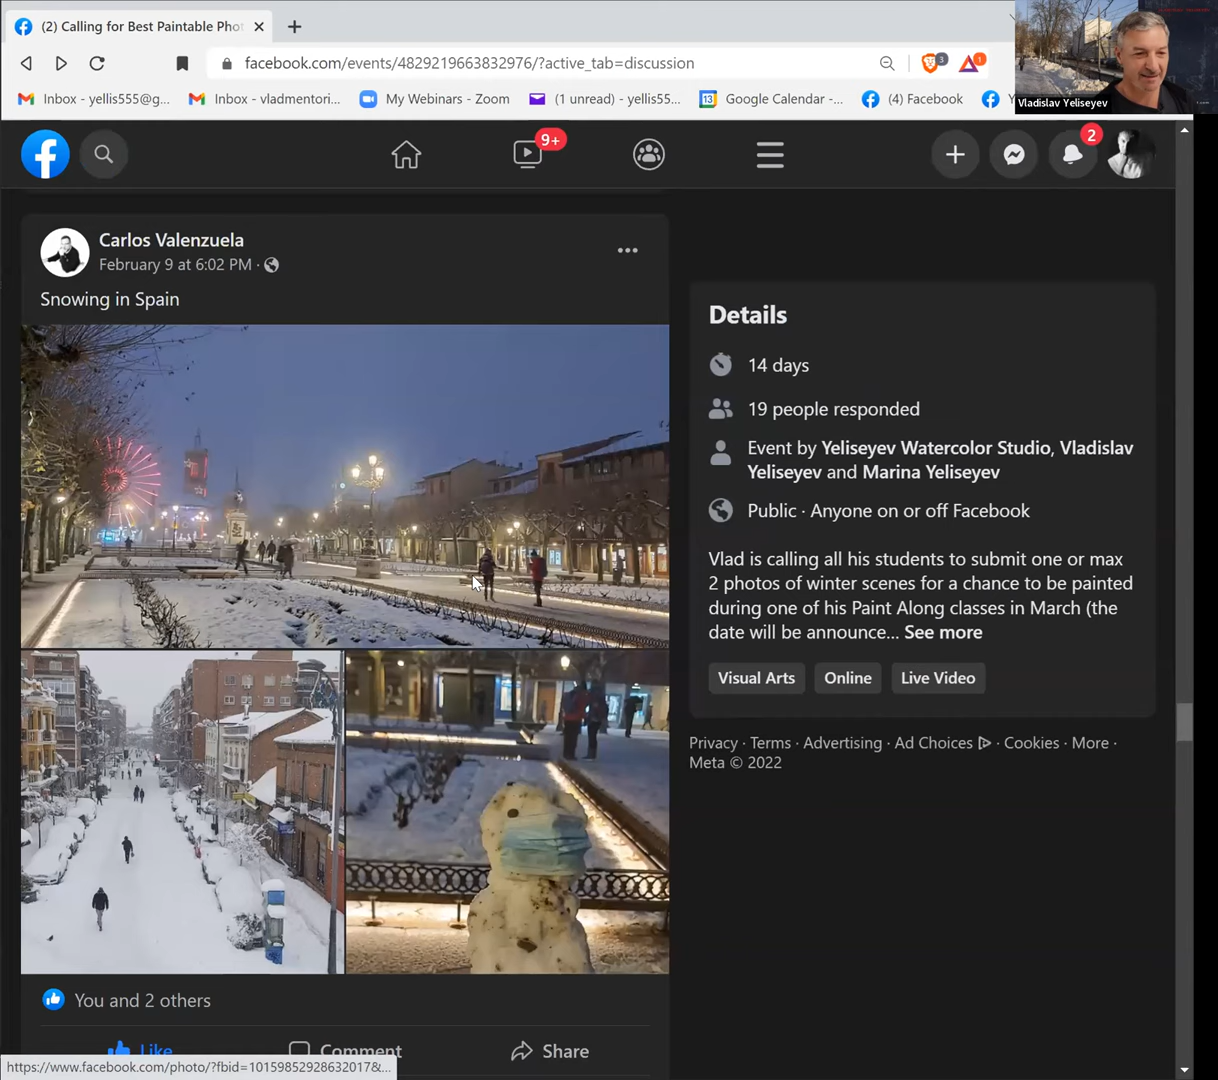 (2) Calling for Best Paintable Pho
facebook.com/events/4829219663832976/?active_tab=discussion
Inbox - yellis555@g...
Inbox - vladmentori...
My Webinars - Zoom
(1 unread) - yellis55...
13
Google Calendar -...
(4) Facebook
3
1
Vladislav Yeliseyev
9+
2
Carlos Valenzuela
February 9 at 6:02 PM ·
Snowing in Spain
Details
14 days
19 people responded
Event by Yeliseyev Watercolor Studio, Vladislav
Yeliseyev and Marina Yeliseyev
Public · Anyone on or off Facebook
Vlad is calling all his students to submit one or max
2 photos of winter scenes for a chance to be painted
during one of his Paint Along classes in March (the
date will be announce... See more
Visual Arts
Online
Live Video
Privacy · Terms · Advertising · Ad Choices · Cookies · More ·
Meta © 2022
You and 2 others
Like
Comment
Share
https://www.facebook.com/photo/?fbid=10159852928632017&...